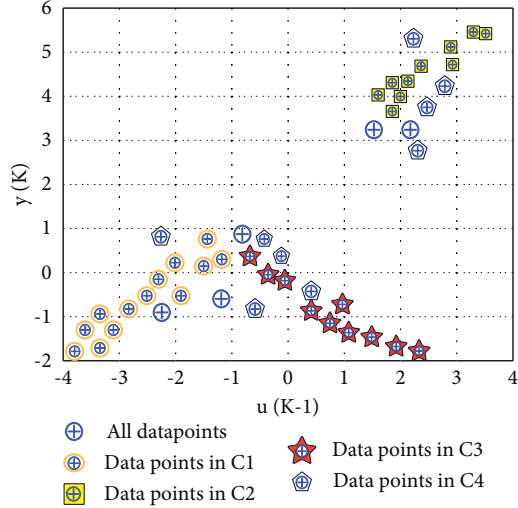 6
5
4
3
2
1
0
-1
-2
y (K)
-4 -3 -2 -1 0 1 2 3 4
u (K-1)
All datapoints
Data points in C1
Data points in C2
Data points in C3
Data points in C4